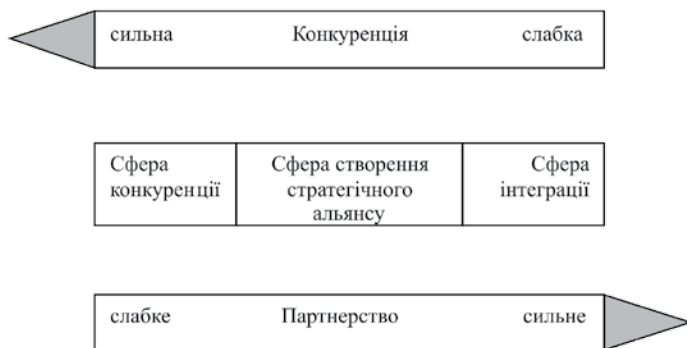 сильна Конкуренція слабка
Сфера конкуренції
Сфера створення стратегічного альянсу
Сфера інтеграції
слабке Партнерство сильне